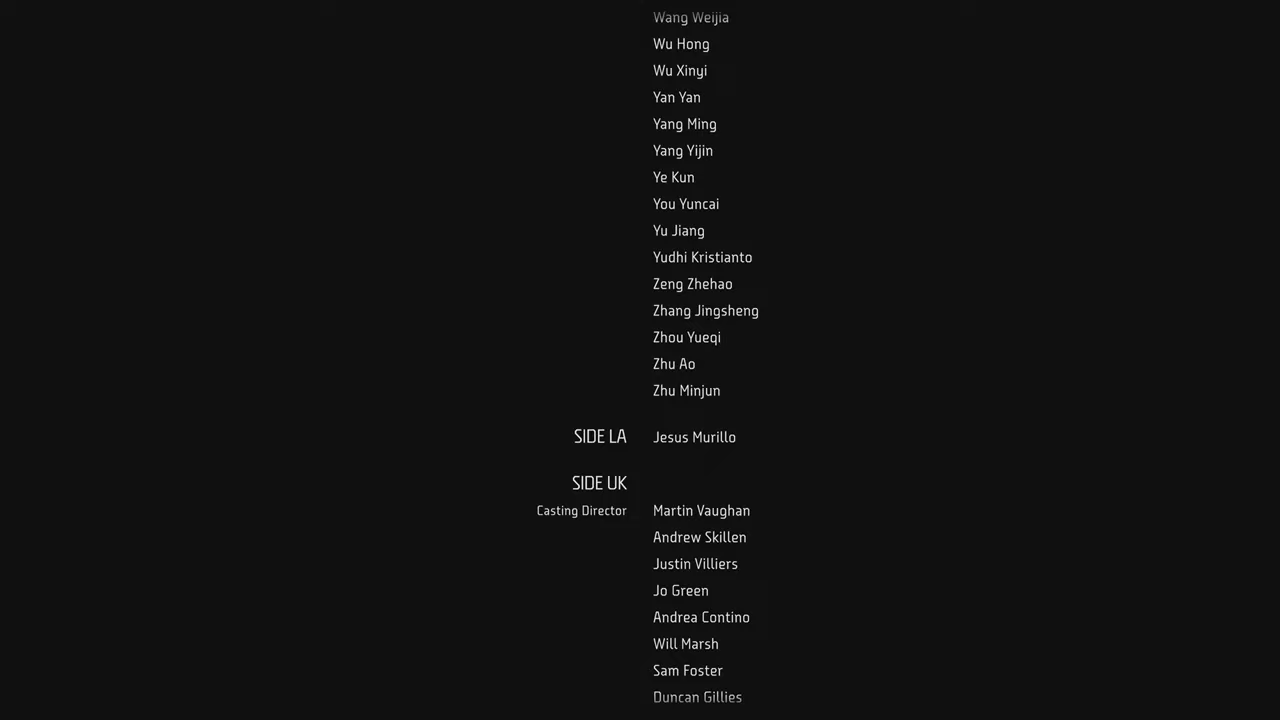 Wang Weijia
Wu Hong
Wu Xinyi
Yan Yan
Yang Ming
Yang Yijin
Ye Kun
You Yuncai
Yu Jiang
Yudhi Kristianto
Zeng Zhehao
Zhang Jingsheng
Zhou Yueqi
Zhu Ao
Zhu Minjun
SIDE LA Jesus Murillo
SIDE UK
Casting Director Martin Vaughan
Andrew Skillen
Justin Villiers
Jo Green
Andrea Contino
Will Marsh
Sam Foster
Duncan Gillies